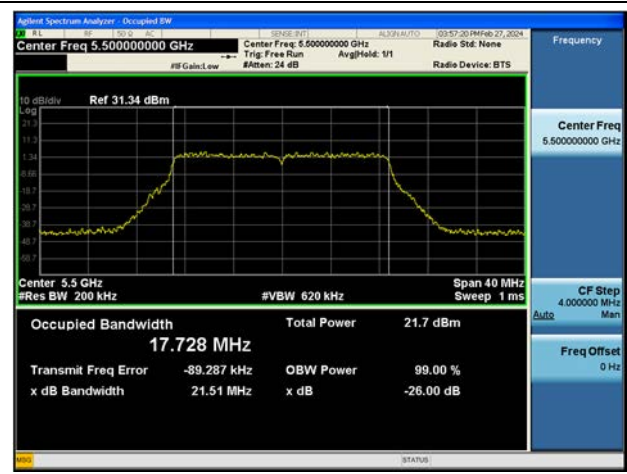 Agilent Spectrum Analyzer - Occupied BW
RL RF 50 Ω AC SENSE:INT ALIGN AUTO 03:57:20 PM Feb 27, 2024
Center Freq 5.500000000 GHz Center Freq: 5.500000000 GHz Radio Std: None Frequency
Trig: Free Run Avg|Hold: 1/1
#IFGain:Low #Atten: 24 dB Radio Device: BTS
10 dB/div Ref 31.34 dBm
Log
21.3
11.3
1.34
-8.66
-18.7
-28.7
-38.7
-48.7
-58.7
Center Freq
5.500000000 GHz
Center 5.5 GHz Span 40 MHz
#Res BW 200 kHz #VBW 620 kHz Sweep 1 ms
CF Step
4.000000 MHz
Auto Man
Occupied Bandwidth Total Power 21.7 dBm
17.728 MHz
Transmit Freq Error -89.287 kHz OBW Power 99.00 %
x dB Bandwidth 21.51 MHz x dB -26.00 dB
Freq Offset
0 Hz
MSG STATUS